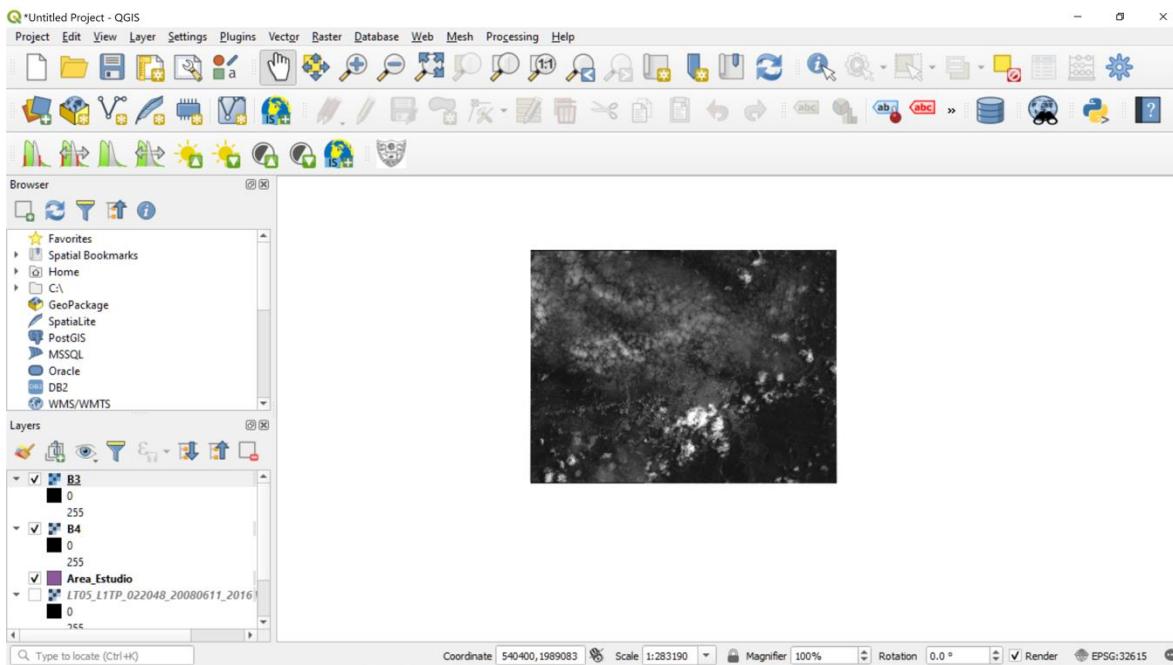 *Untitled Project - QGIS
Project Edit View Layer Settings Plugins Vector Raster Database Web Mesh Processing Help
Browser
Favorites
Spatial Bookmarks
Home
C:\
GeoPackage
SpatiaLite
PostGIS
MSSQL
Oracle
DB2
WMS/WMTS
Layers
B3
0
255
B4
0
255
Area_Estudio
LT05_L1TP_022048_20080611_2016
0
255
Type to locate (Ctrl+K) Coordinate 540400,1989083 Scale 1:283190 Magnifier 100% Rotation 0.0 ° Render EPSG:32615